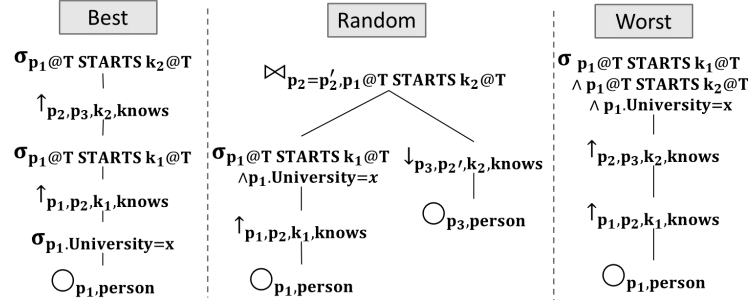 Best
σp₁@T STARTS k₂@T
↑p₂,p₃,k₂,knows
σp₁@T STARTS k₁@T
↑p₁,p₂,k₁,knows
σp₁.University=x
○p₁,person
Random
⋈p₂=p₂′,p₁@T STARTS k₂@T
σp₁@T STARTS k₁@T
∧p₁.University=x
↑p₁,p₂,k₁,knows
○p₁,person
↓p₃,p₂′,k₂,knows
○p₃,person
Worst
σ p₁@T STARTS k₁@T
∧ p₁@T STARTS k₂@T
∧ p₁.University=x
↑p₂,p₃,k₂,knows
↑p₁,p₂,k₁,knows
○p₁,person